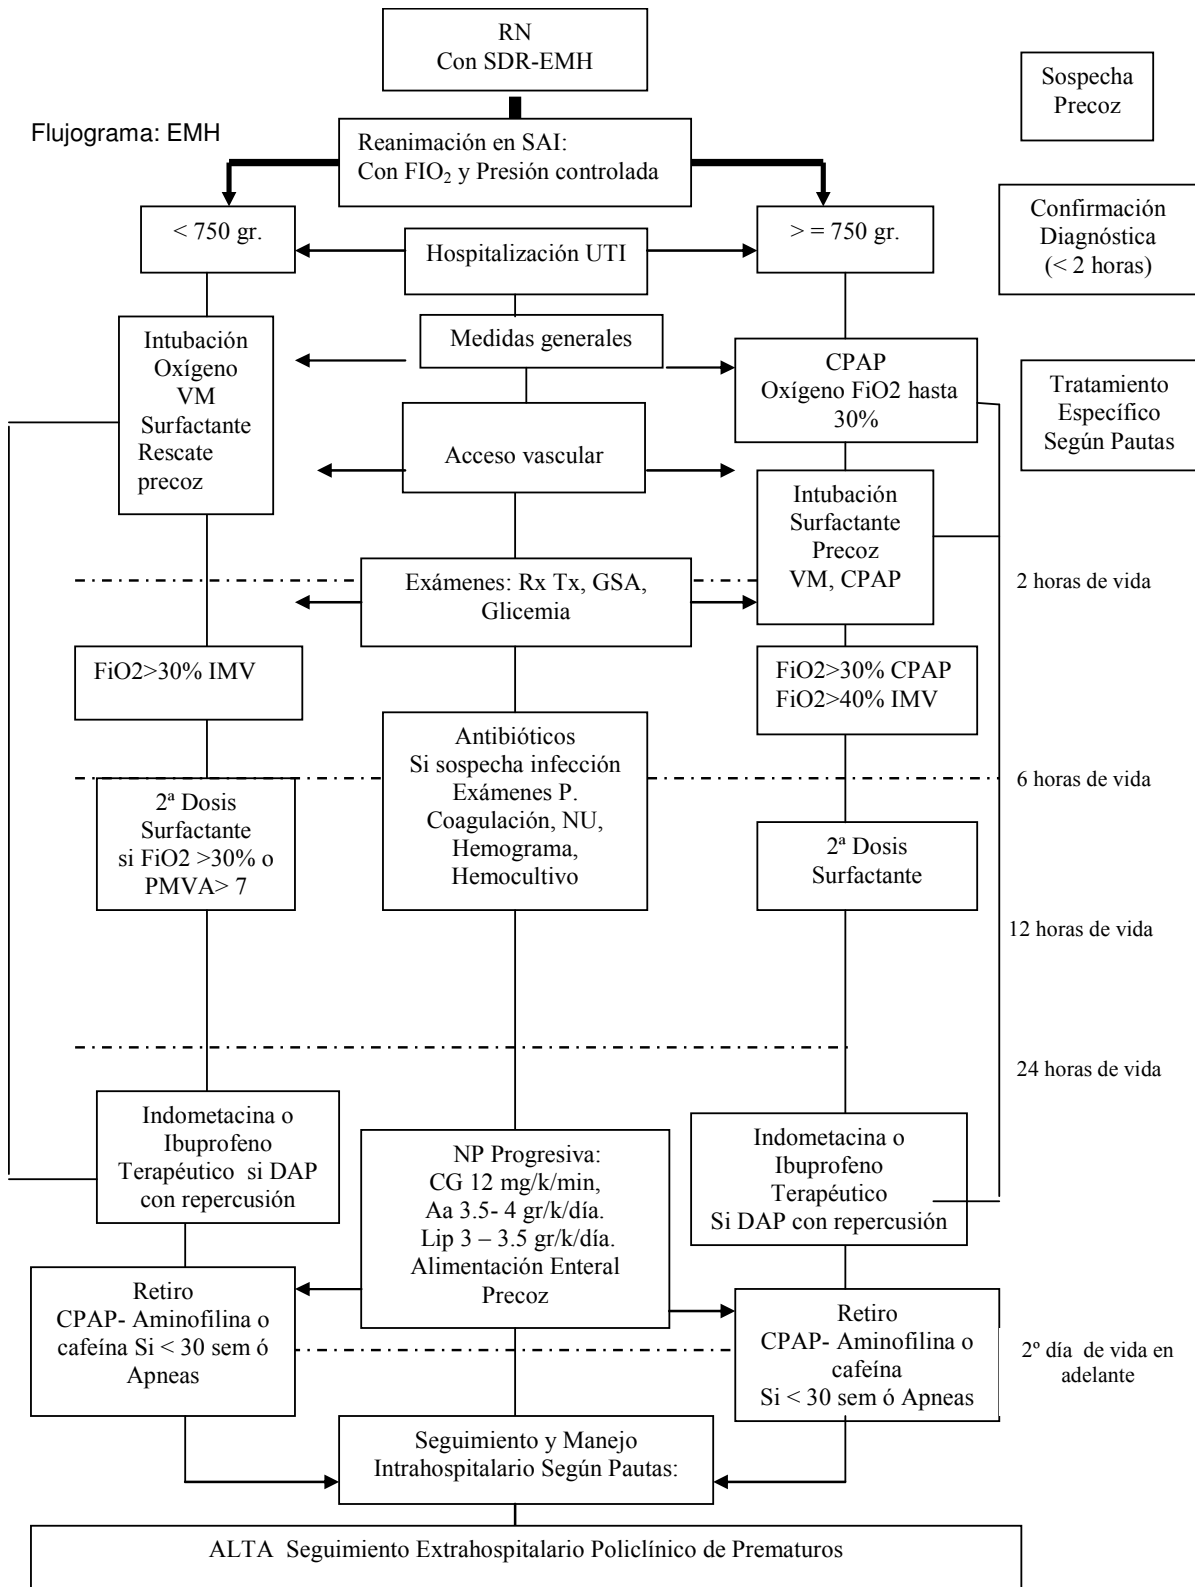 RN
Con SDR-EMH
Sospecha
Precoz
Flujograma: EMH
Reanimación en SAI:
Con FIO2 y Presión controlada
< 750 gr.
Hospitalización UTI
> = 750 gr.
Confirmación
Diagnóstica
(< 2 horas)
Intubación
Oxígeno
VM
Surfactante
Rescate
precoz
Medidas generales
CPAP
Oxígeno FiO2 hasta
30%
Tratamiento
Específico
Según Pautas
Acceso vascular
Intubación
Surfactante
Precoz
VM, CPAP
Exámenes: Rx Tx, GSA,
Glicemia
2 horas de vida
FiO2>30% IMV
FiO2>30% CPAP
FiO2>40% IMV
Antibióticos
Si sospecha infección
Exámenes P.
Coagulación, NU,
Hemograma,
Hemocultivo
6 horas de vida
2ª Dosis
Surfactante
si FiO2 >30% o
PMVA> 7
2ª Dosis
Surfactante
12 horas de vida
24 horas de vida
Indometacina o
Ibuprofeno
Terapéutico si DAP
con repercusión
NP Progresiva:
CG 12 mg/k/min,
Aa 3.5- 4 gr/k/día.
Lip 3 – 3.5 gr/k/día.
Alimentación Enteral
Precoz
Indometacina o
Ibuprofeno
Terapéutico
Si DAP con repercusión
Retiro
CPAP- Aminofilina o
cafeína Si < 30 sem ó
Apneas
Retiro
CPAP- Aminofilina o
cafeína
Si < 30 sem ó Apneas
2º día de vida en
adelante
Seguimiento y Manejo
Intrahospitalario Según Pautas:
ALTA Seguimiento Extrahospitalario Policlínico de Prematuros